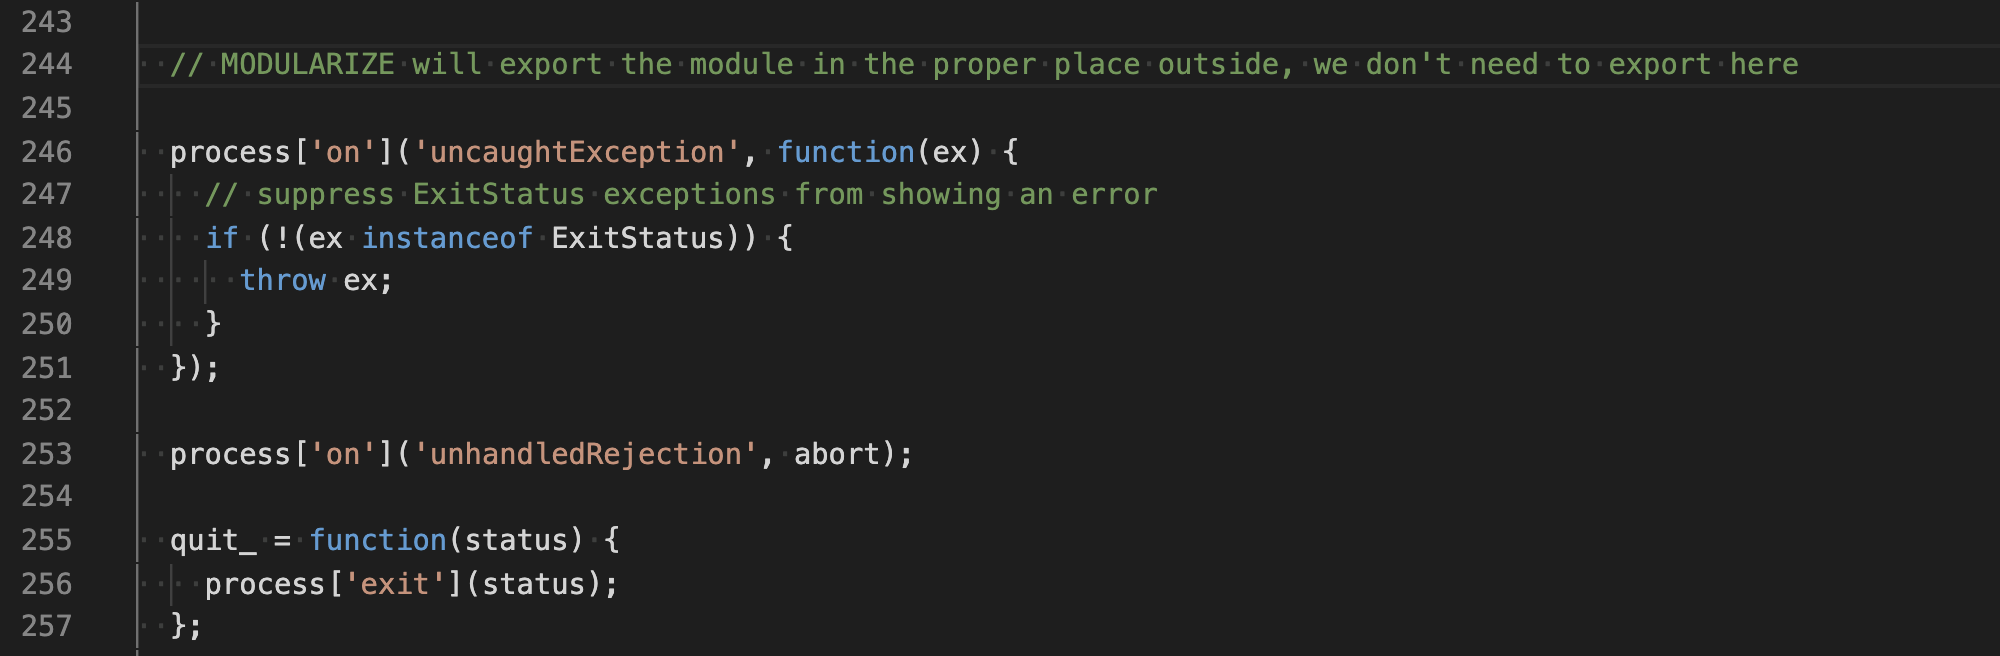 243
244 // MODULARIZE will export the module in the proper place outside, we don't need to export here
245
246 process['on']('uncaughtException', function(ex) {
247 // suppress ExitStatus exceptions from showing an error
248 if (!(ex instanceof ExitStatus)) {
249 throw ex;
250 }
251 });
252
253 process['on']('unhandledRejection', abort);
254
255 quit_ = function(status) {
256 process['exit'](status);
257 };